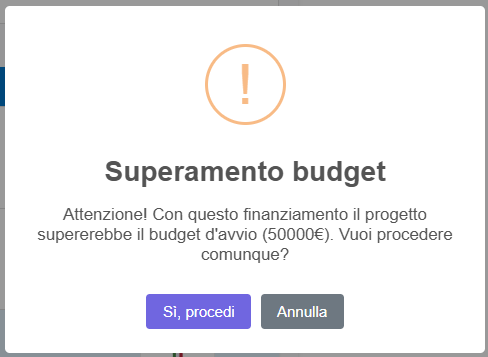 !
Superamento budget
Attenzione! Con questo finanziamento il progetto
supererebbe il budget d'avvio (50000€). Vuoi procedere
comunque?
Sì, procedi
Annulla